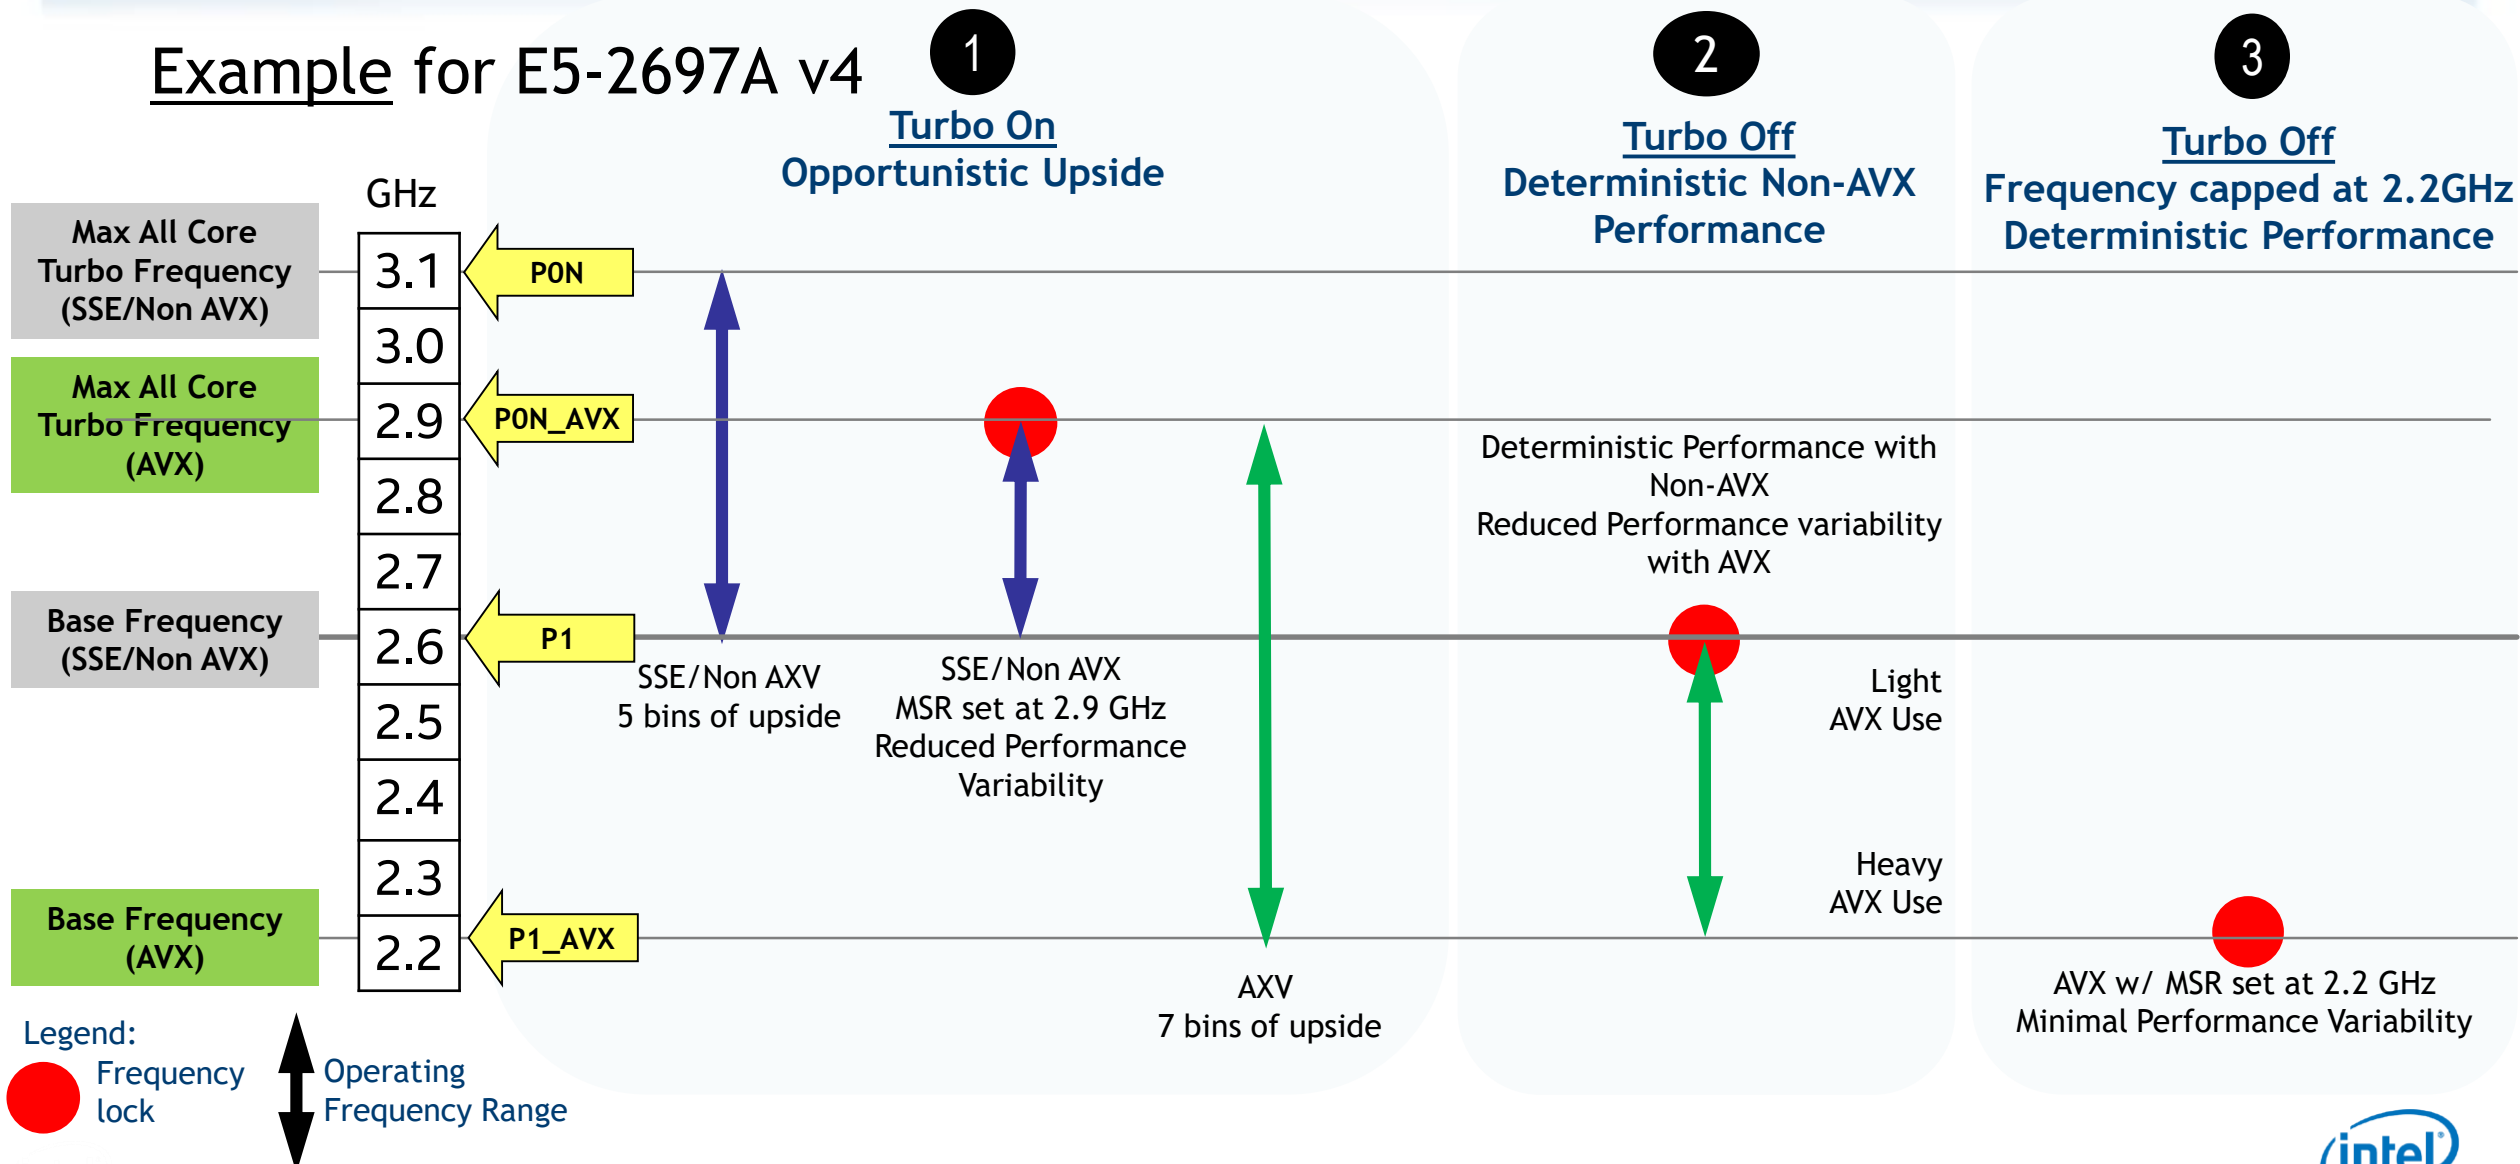 Example for E5-2697A v4
1
Turbo On
Opportunistic Upside
2
Turbo Off
Deterministic Non-AVX
Performance
3
Turbo Off
Frequency capped at 2.2GHz
Deterministic Performance
GHz
Max All Core
Turbo Frequency
(SSE/Non AVX)
Max All Core
Turbo Frequency
(AVX)
Base Frequency
(SSE/Non AVX)
Base Frequency
(AVX)
3.1
3.0
2.9
2.8
2.7
2.6
2.5
2.4
2.3
2.2
P0N
P0N_AVX
P1
P1_AVX
SSE/Non AXV
5 bins of upside
SSE/Non AVX
MSR set at 2.9 GHz
Reduced Performance
Variability
AXV
7 bins of upside
Deterministic Performance with
Non-AVX
Reduced Performance variability
with AVX
Light
AVX Use
Heavy
AVX Use
AVX w/ MSR set at 2.2 GHz
Minimal Performance Variability
Legend:
Frequency
lock
Operating
Frequency Range
intel